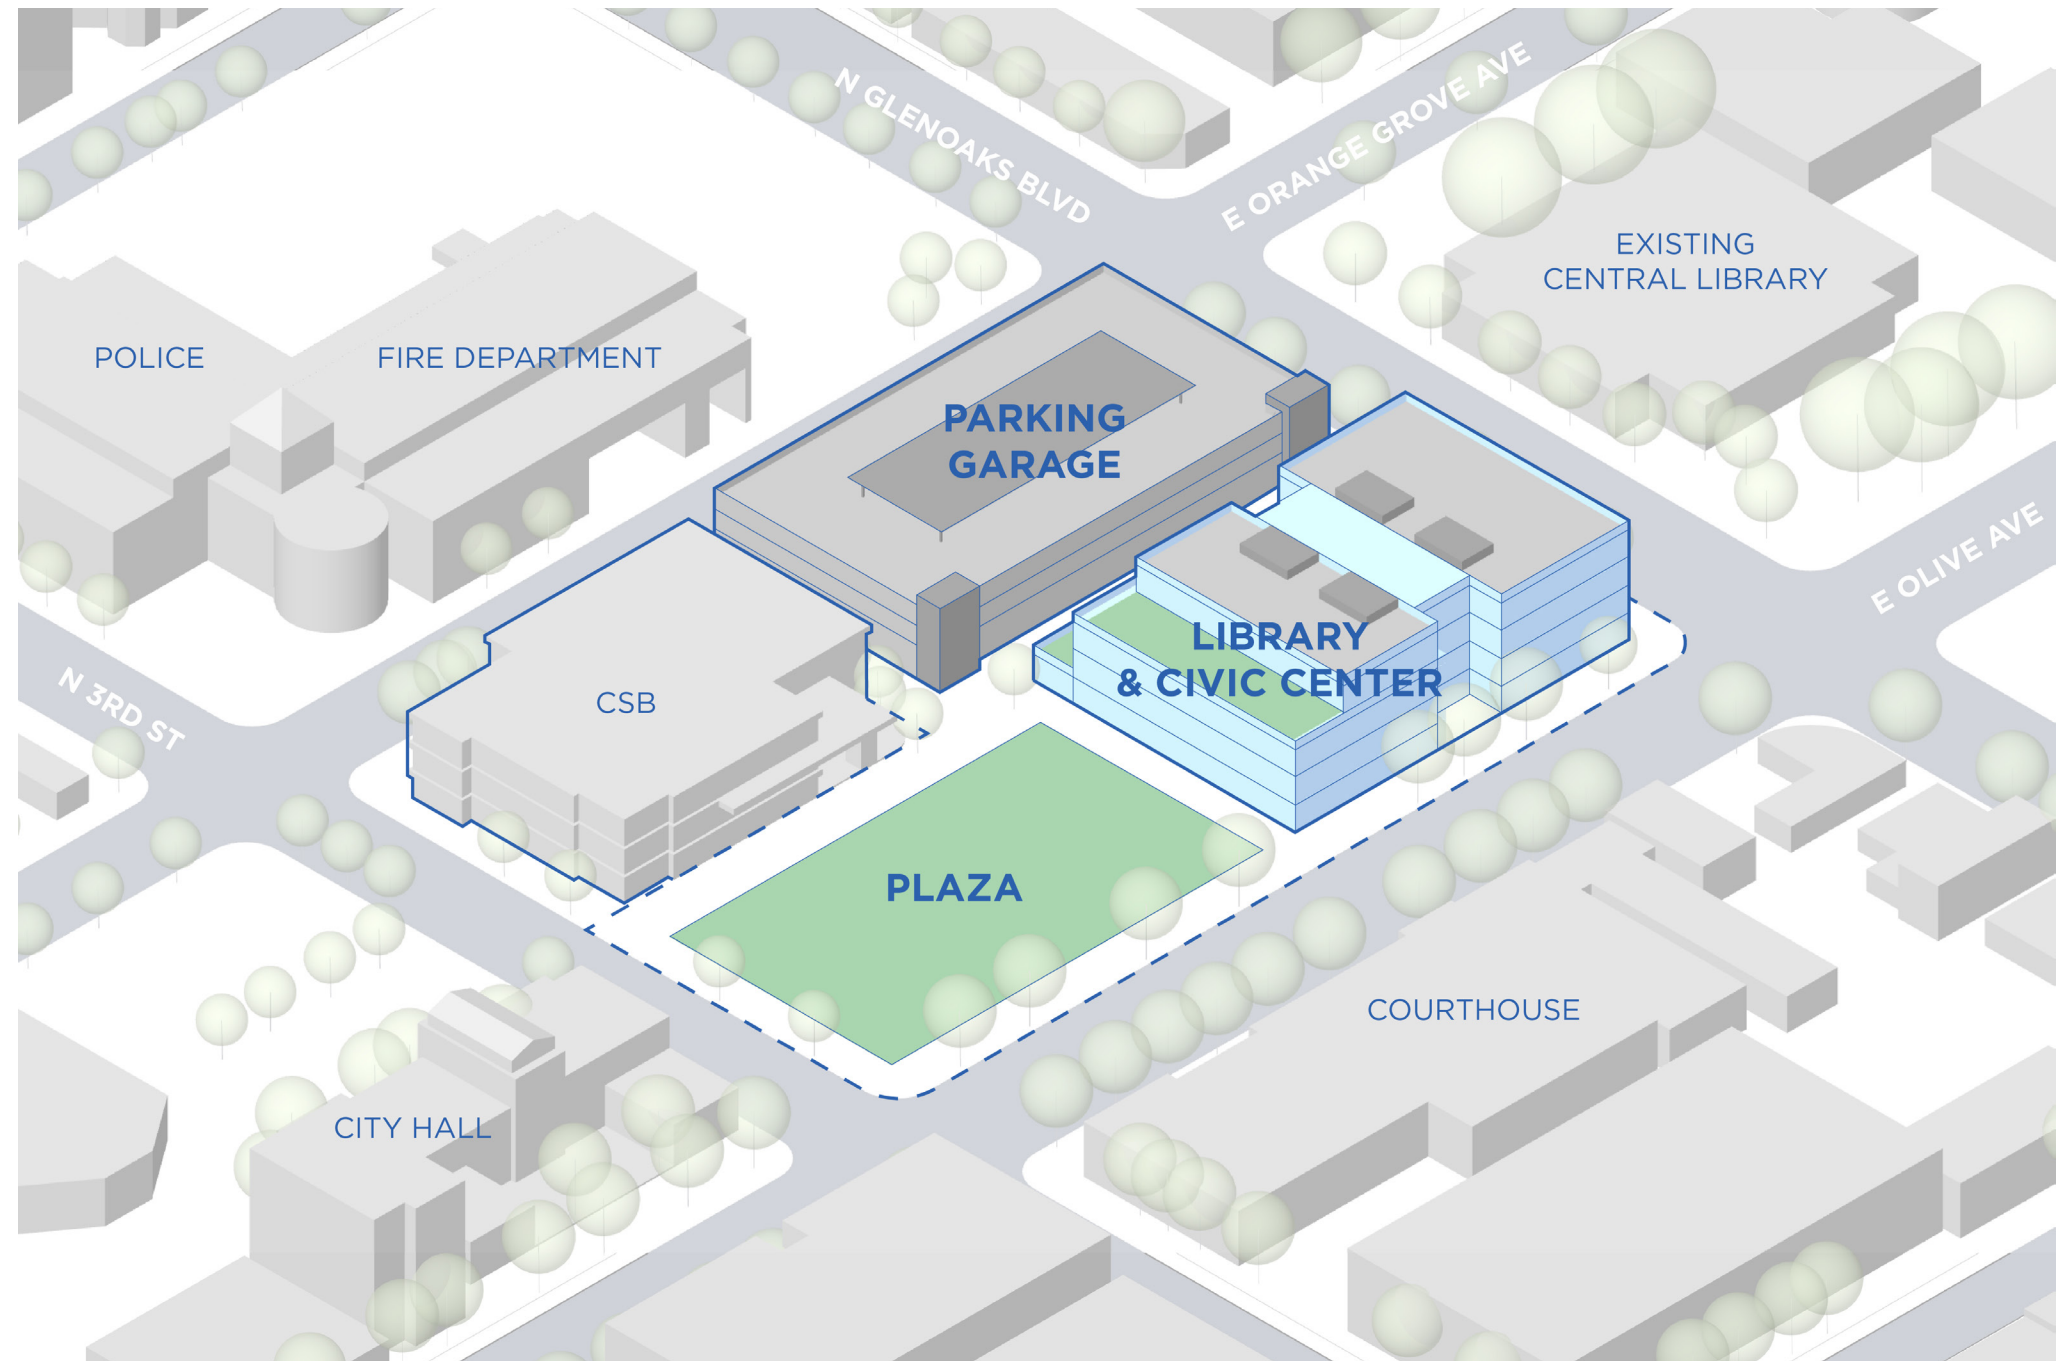 N GLENOAKS BLVD
E ORANGE GROVE AVE
EXISTING
CENTRAL LIBRARY
POLICE
FIRE DEPARTMENT
PARKING
GARAGE
E OLIVE AVE
LIBRARY
& CIVIC CENTER
N 3RD ST
CSB
PLAZA
COURTHOUSE
CITY HALL